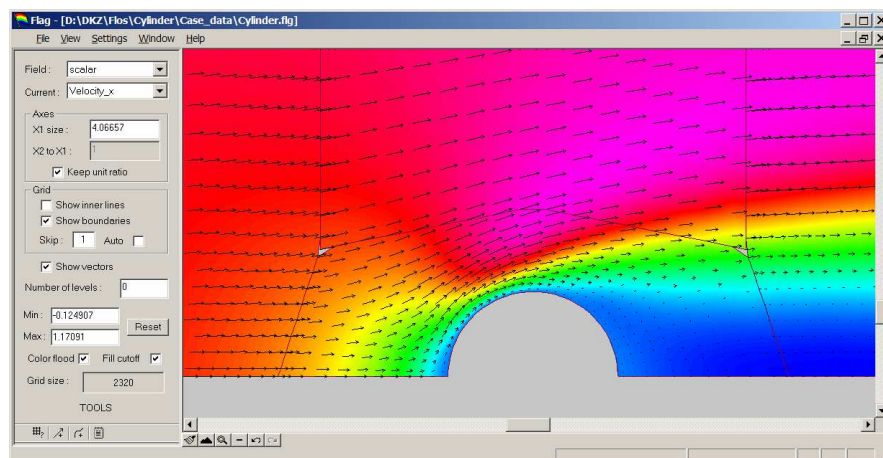 Flag - [D:\DKZ\Flos\Cylinder\Case_data\Cylinder.flg]
File View Settings Window Help
Field : scalar
Current : Velocity_x
Axes
X1 size : 4.06657
X2 to X1 : 1
Keep unit ratio
Grid
Show inner lines
Show boundaries
Skip : 1 Auto
Show vectors
Number of levels : 0
Min : -0.124907
Max : 1.17091
Reset
Color flood Fill cutoff
Grid size : 2320
TOOLS